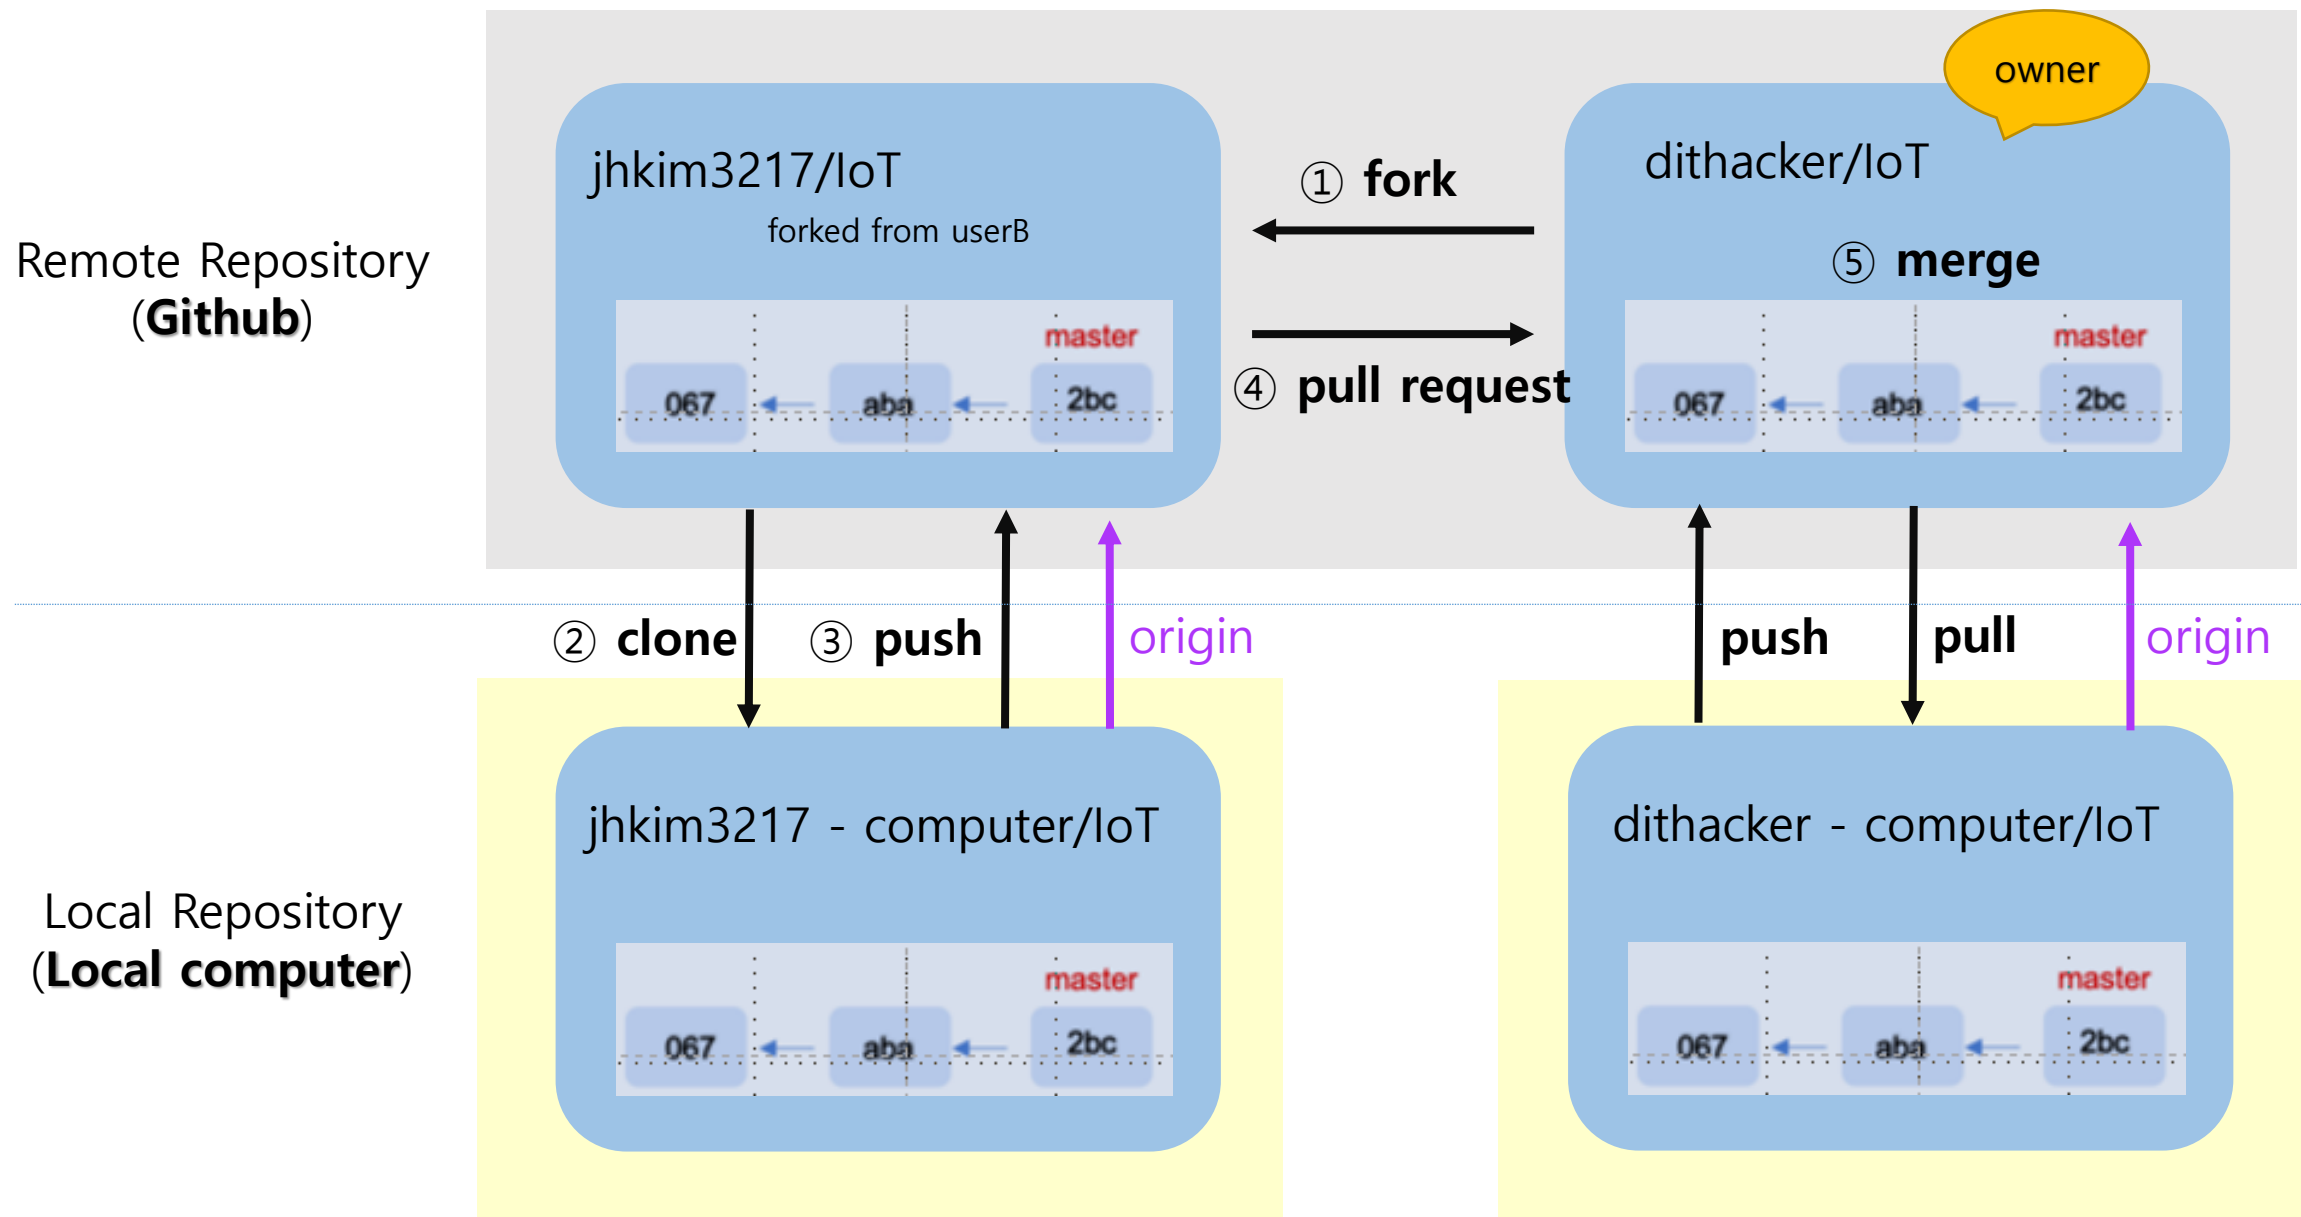 owner
jhkim3217/IoT
forked from userB
① fork
dithacker/IoT
⑤ merge
Remote Repository
(Github)
master
067 aba 2bc
④ pull request
master
067 aba 2bc
② clone
③ push
origin
push
pull
origin
jhkim3217 - computer/IoT
dithacker - computer/IoT
Local Repository
(Local computer)
master
067 aba 2bc
master
067 aba 2bc